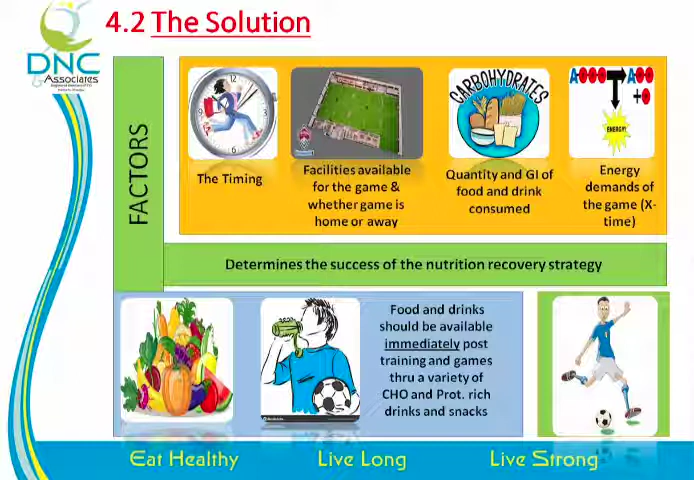 4.2 The Solution
DNC
& Associates
FACTORS
12
CARBOHYDRATES
ENERGY!
The Timing
Facilities available
for the game &
whether game is
home or away
Quantity and GI of
food and drink
consumed
Energy
demands of
the game (X-
time)
Determines the success of the nutrition recovery strategy
Food and drinks
should be available
immediately post
training and games
thru a variety of
CHO and Prot. rich
drinks and snacks
Eat Healthy
Live Long
Live Strong